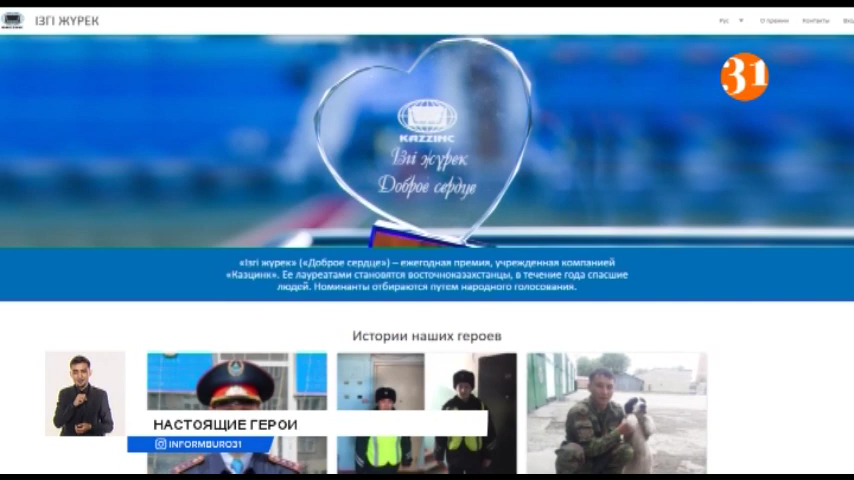 ІЗГІ ЖҮРЕК
Рус
О премии
Контакты
31
KAZZINC
Ізгі жүрек
Доброе сердце
«Ізгі жүрек» («Доброе сердце») – ежегодная премия, учрежденная компанией
«Казцинк». Ее лауреатами становятся восточноказахстанцы, в течение года спасшие
людей. Номинанты отбираются путем народного голосования.
Истории наших героев
НАСТОЯЩИЕ ГЕРОИ
INFORMBURO31